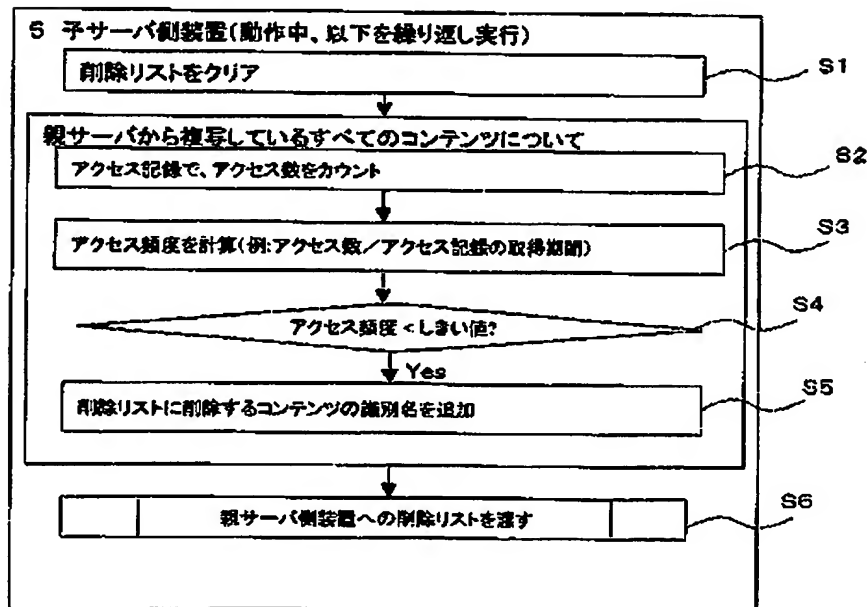 5 子サーバ側装置(動作中、以下を繰り返し実行)
削除リストをクリア
S1
親サーバから複写しているすべてのコンテンツについて
アクセス記録で、アクセス数をカウント
S2
アクセス頻度を計算(例:アクセス数/アクセス記録の取得期間)
S3
アクセス頻度<しきい値?
S4
Yes
削除リストに削除するコンテンツの識別名を追加
S5
親サーバ側装置への削除リストを渡す
S6